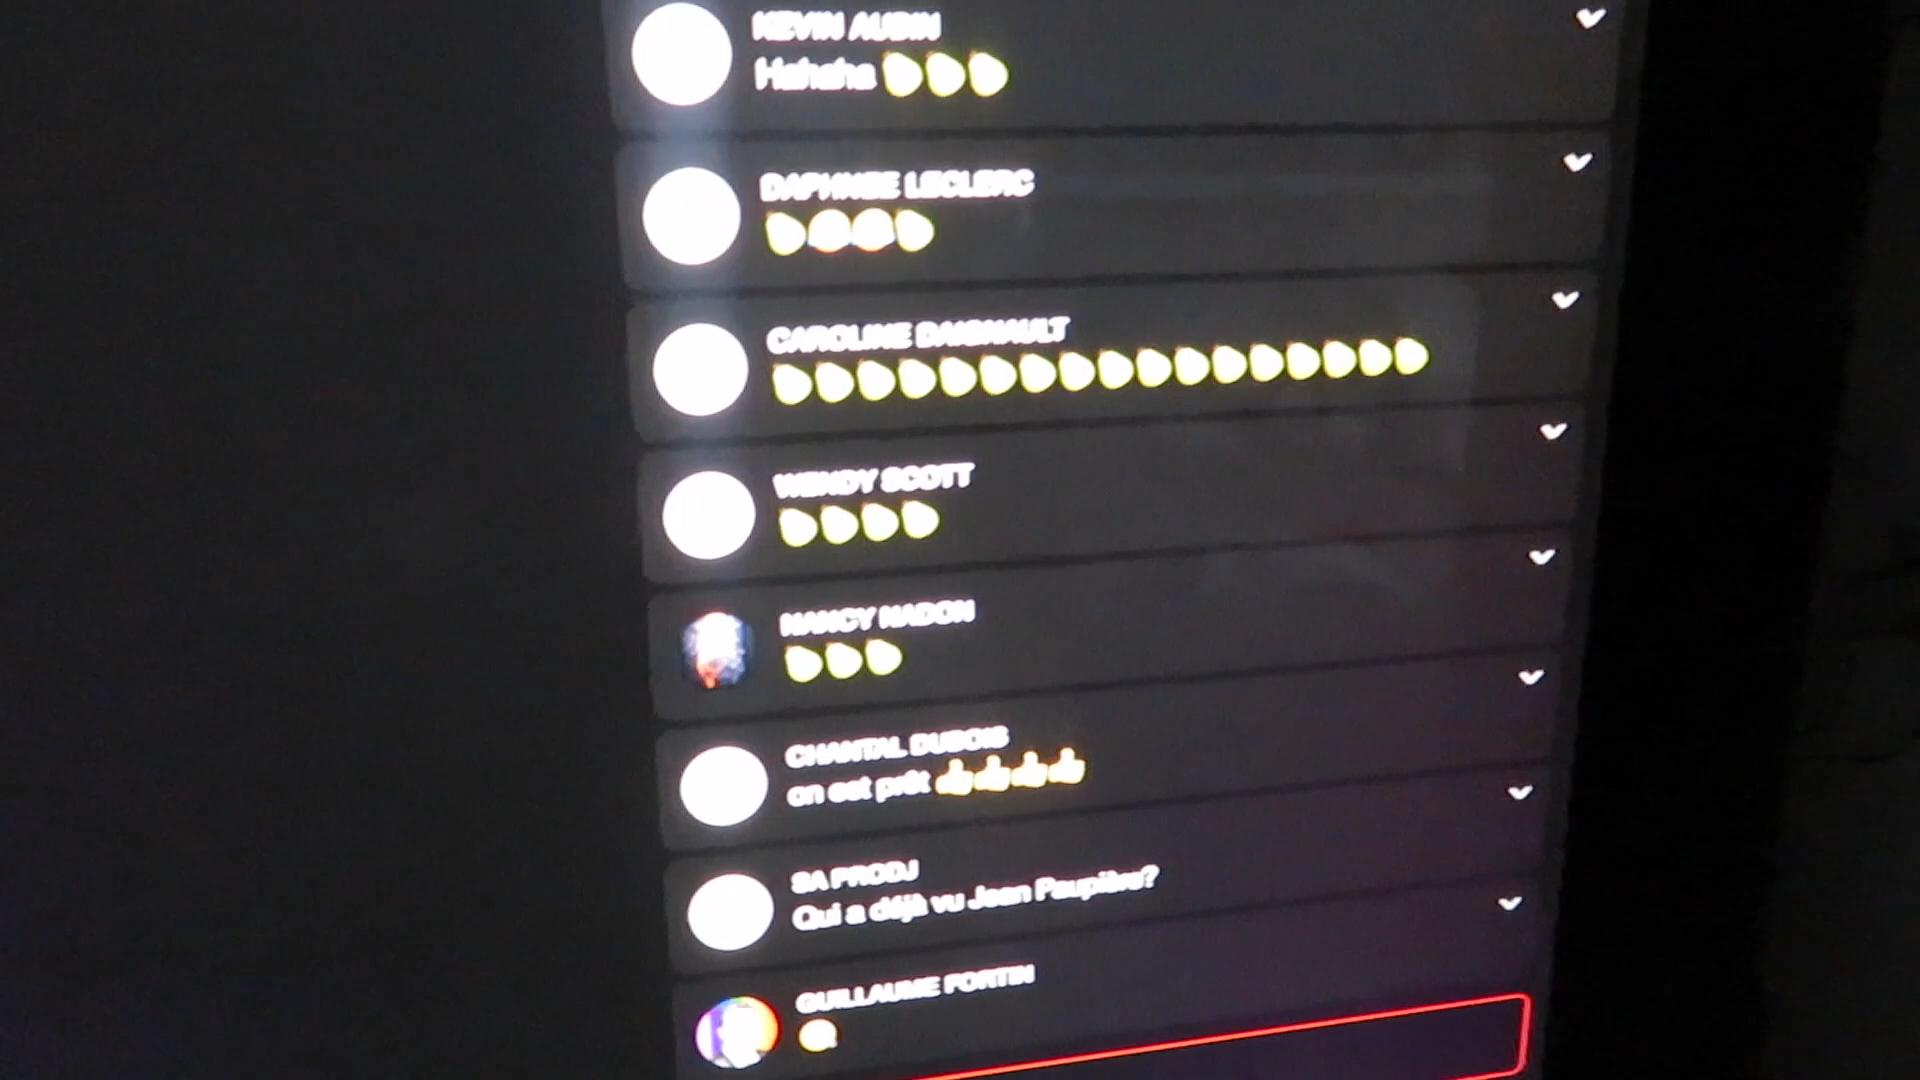 KEVIN AUDIN
Hahaha
DAPHNEE LECLERC
CAROLINE DAIGNAULT
WENDY SCOTT
NANCY NADON
CHANTAL DUBOIS
on est prêt 👍👍👍👍
SA PRODJ
Qui a déjà vu Jean Paupière?
GUILLAUME FORTIN